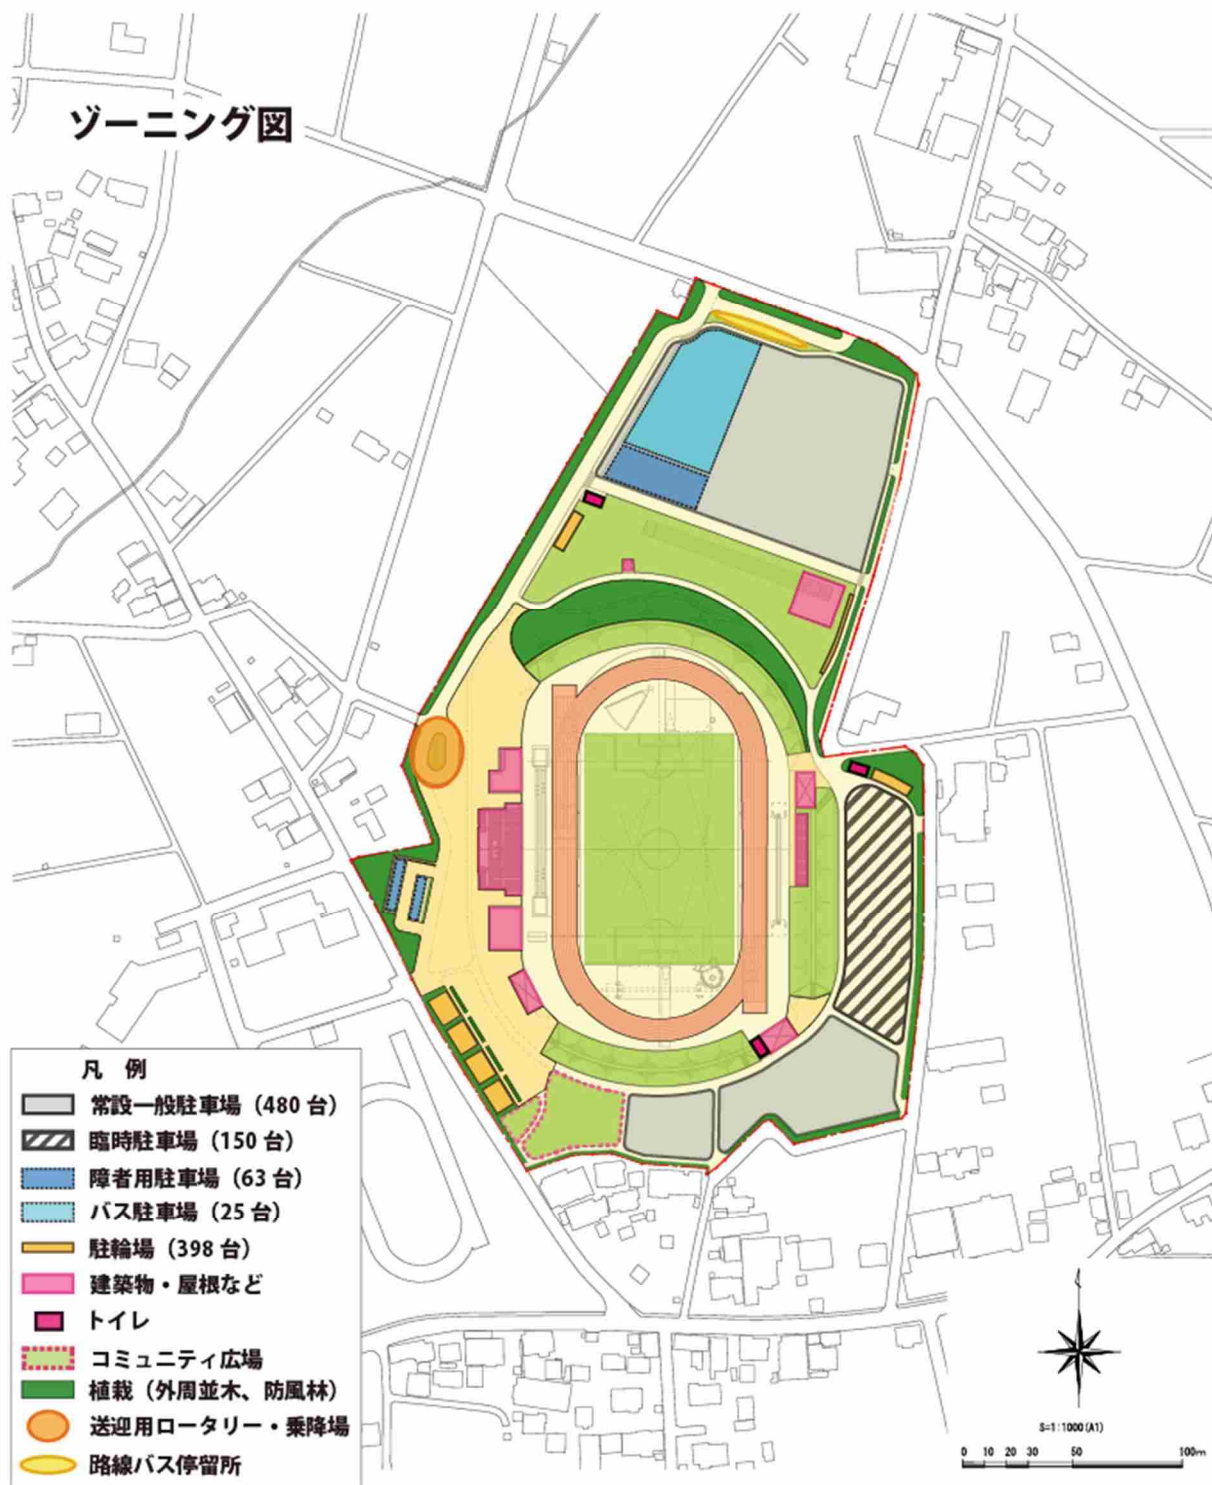 ゾーニング図
凡 例
常設一般駐車場（480 台）
臨時駐車場（150 台）
障者用駐車場（63 台）
バス駐車場（25 台）
駐輪場（398 台）
建築物・屋根など
トイレ
コミュニティ広場
植栽（外周並木、防風林）
送迎用ロータリー・乗降場
路線バス停留所
S=1:1000(A1)
0 10 20 30 50 100m